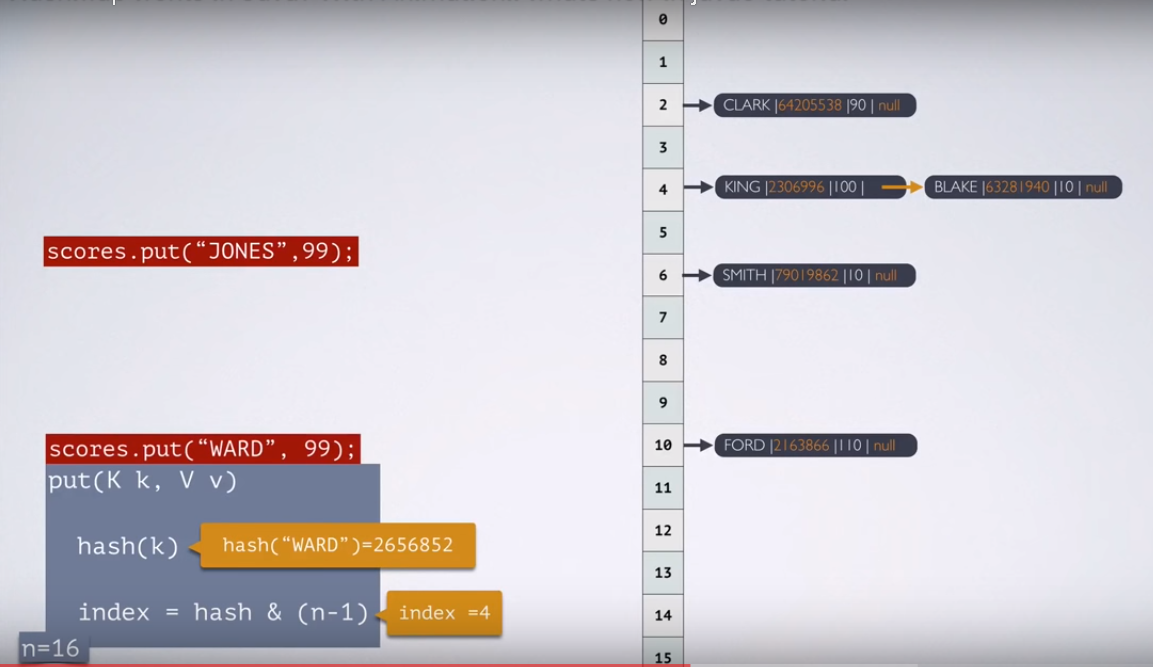 0
1
2
CLARK |64205538 |90 | null
3
4
KING |2306996 |100 |
BLAKE |63281940 |10 | null
5
scores.put(“JONES”,99);
6
SMITH |79019862 |10 | null
7
8
9
10
FORD |2163866 |110 | null
scores.put(“WARD”, 99);
put(K k, V v)
11
12
hash(k)
hash(“WARD”)=2656852
13
index = hash & (n-1)
index =4
14
n=16
15